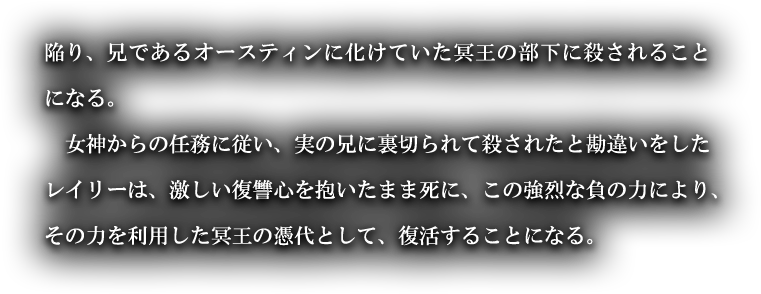 陥り、兄であるオースティンに化けていた冥王の部下に殺されること
になる。
　女神からの任務に従い、実の兄に裏切られて殺されたと勘違いをした
レイリーは、激しい復讐心を抱いたまま死に、この強烈な負の力により、
その力を利用した冥王の憑代として、復活することになる。